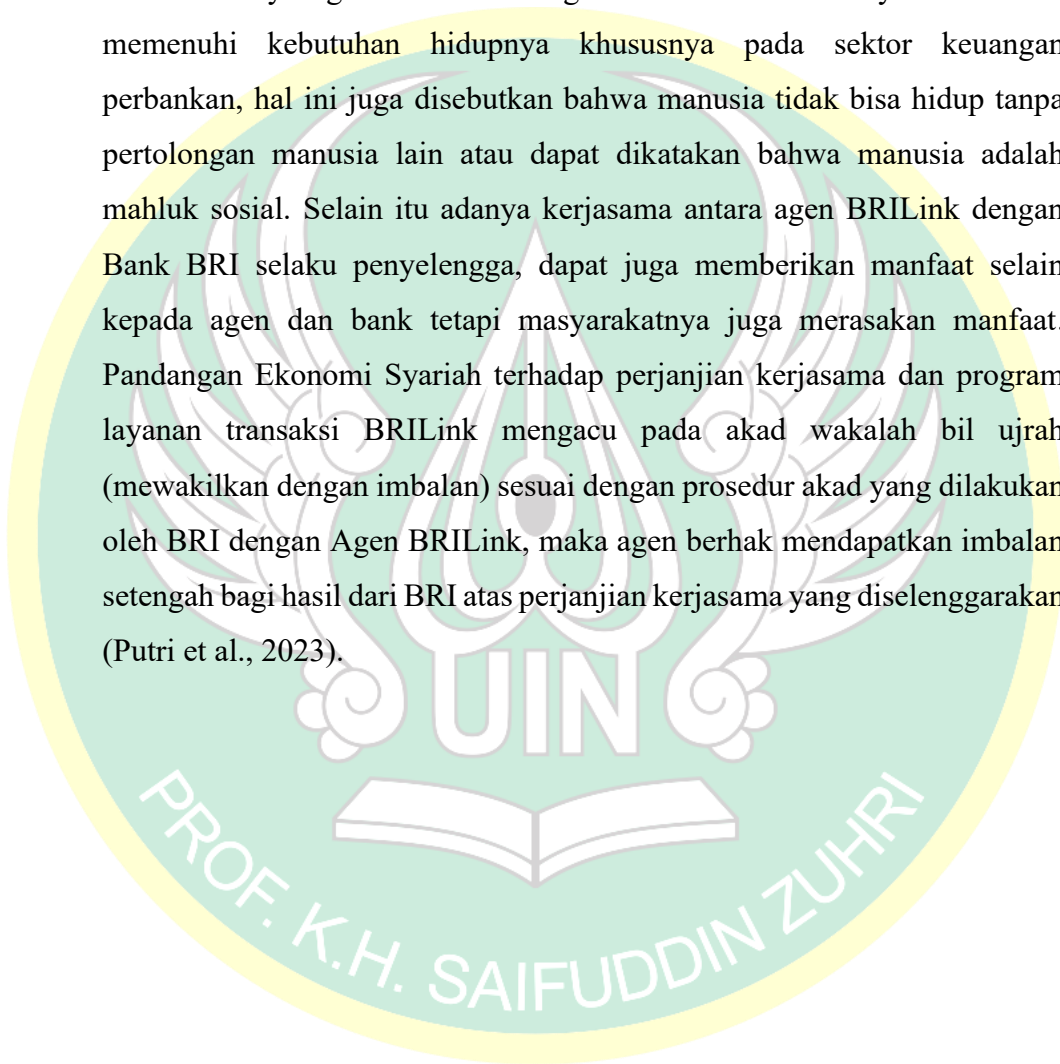 memenuhi kebutuhan hidupnya khususnya pada sektor keuangan
perbankan, hal ini juga disebutkan bahwa manusia tidak bisa hidup tanpa
pertolongan manusia lain atau dapat dikatakan bahwa manusia adalah
mahluk sosial. Selain itu adanya kerjasama antara agen BRILink dengan
Bank BRI selaku penyelengga, dapat juga memberikan manfaat selain
kepada agen dan bank tetapi masyarakatnya juga merasakan manfaat.
Pandangan Ekonomi Syariah terhadap perjanjian kerjasama dan program
layanan transaksi BRILink mengacu pada akad wakalah bil ujrah
(mewakilkan dengan imbalan) sesuai dengan prosedur akad yang dilakukan
oleh BRI dengan Agen BRILink, maka agen berhak mendapatkan imbalan
setengah bagi hasil dari BRI atas perjanjian kerjasama yang diselenggarakan
(Putri et al., 2023).
UIN
PROF. K.H. SAIFUDDIN ZUHRI